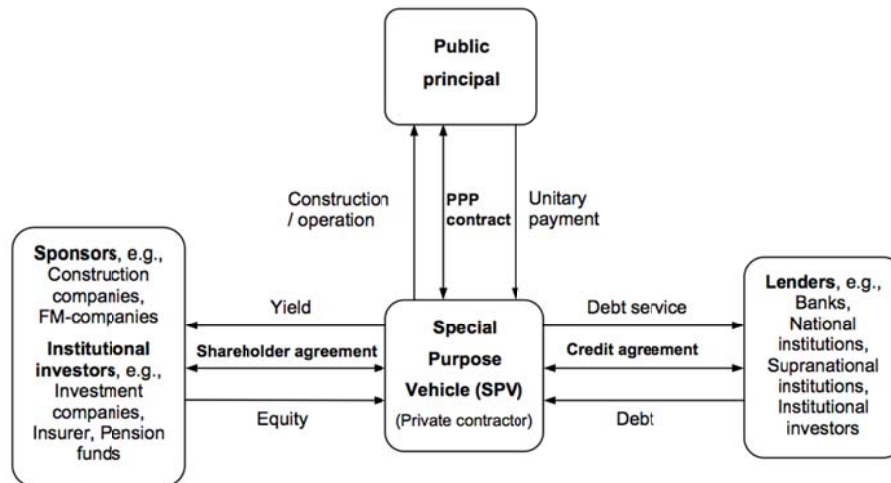 Public
principal
Construction
/ operation
PPP
contract
Unitary
payment
Sponsors, e.g.,
Construction
companies,
FM-companies
Institutional
investors, e.g.,
Investment
companies,
Insurer, Pension
funds
Yield
Shareholder agreement
Equity
Special
Purpose
Vehicle (SPV)
(Private contractor)
Debt service
Credit agreement
Debt
Lenders, e.g.,
Banks,
National
institutions,
Supranational
institutions,
Institutional
investors